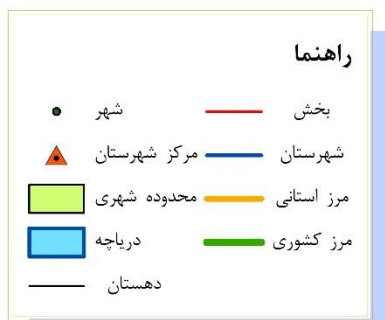 راهنما
بخش شهر
شهرستان مرکز شهرستان
مرز استانی محدوده شهری
مرز کشوری دریاچه
دهستان